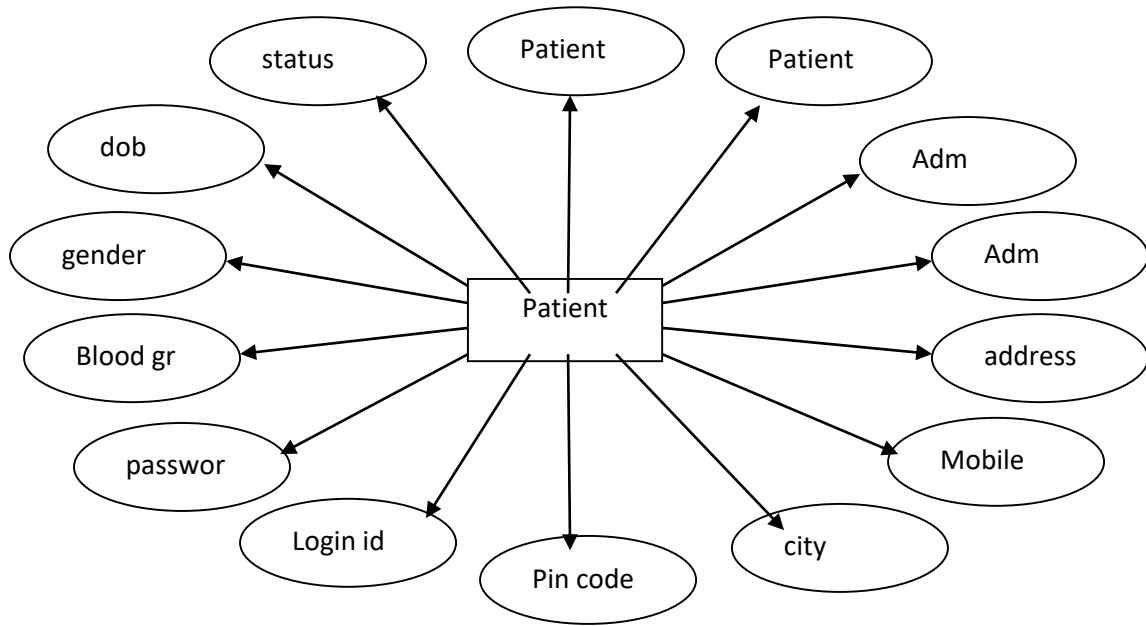 status
Patient
Patient
dob
Adm
gender
Adm
Patient
Blood gr
address
passwor
Mobile
Login id
city
Pin code